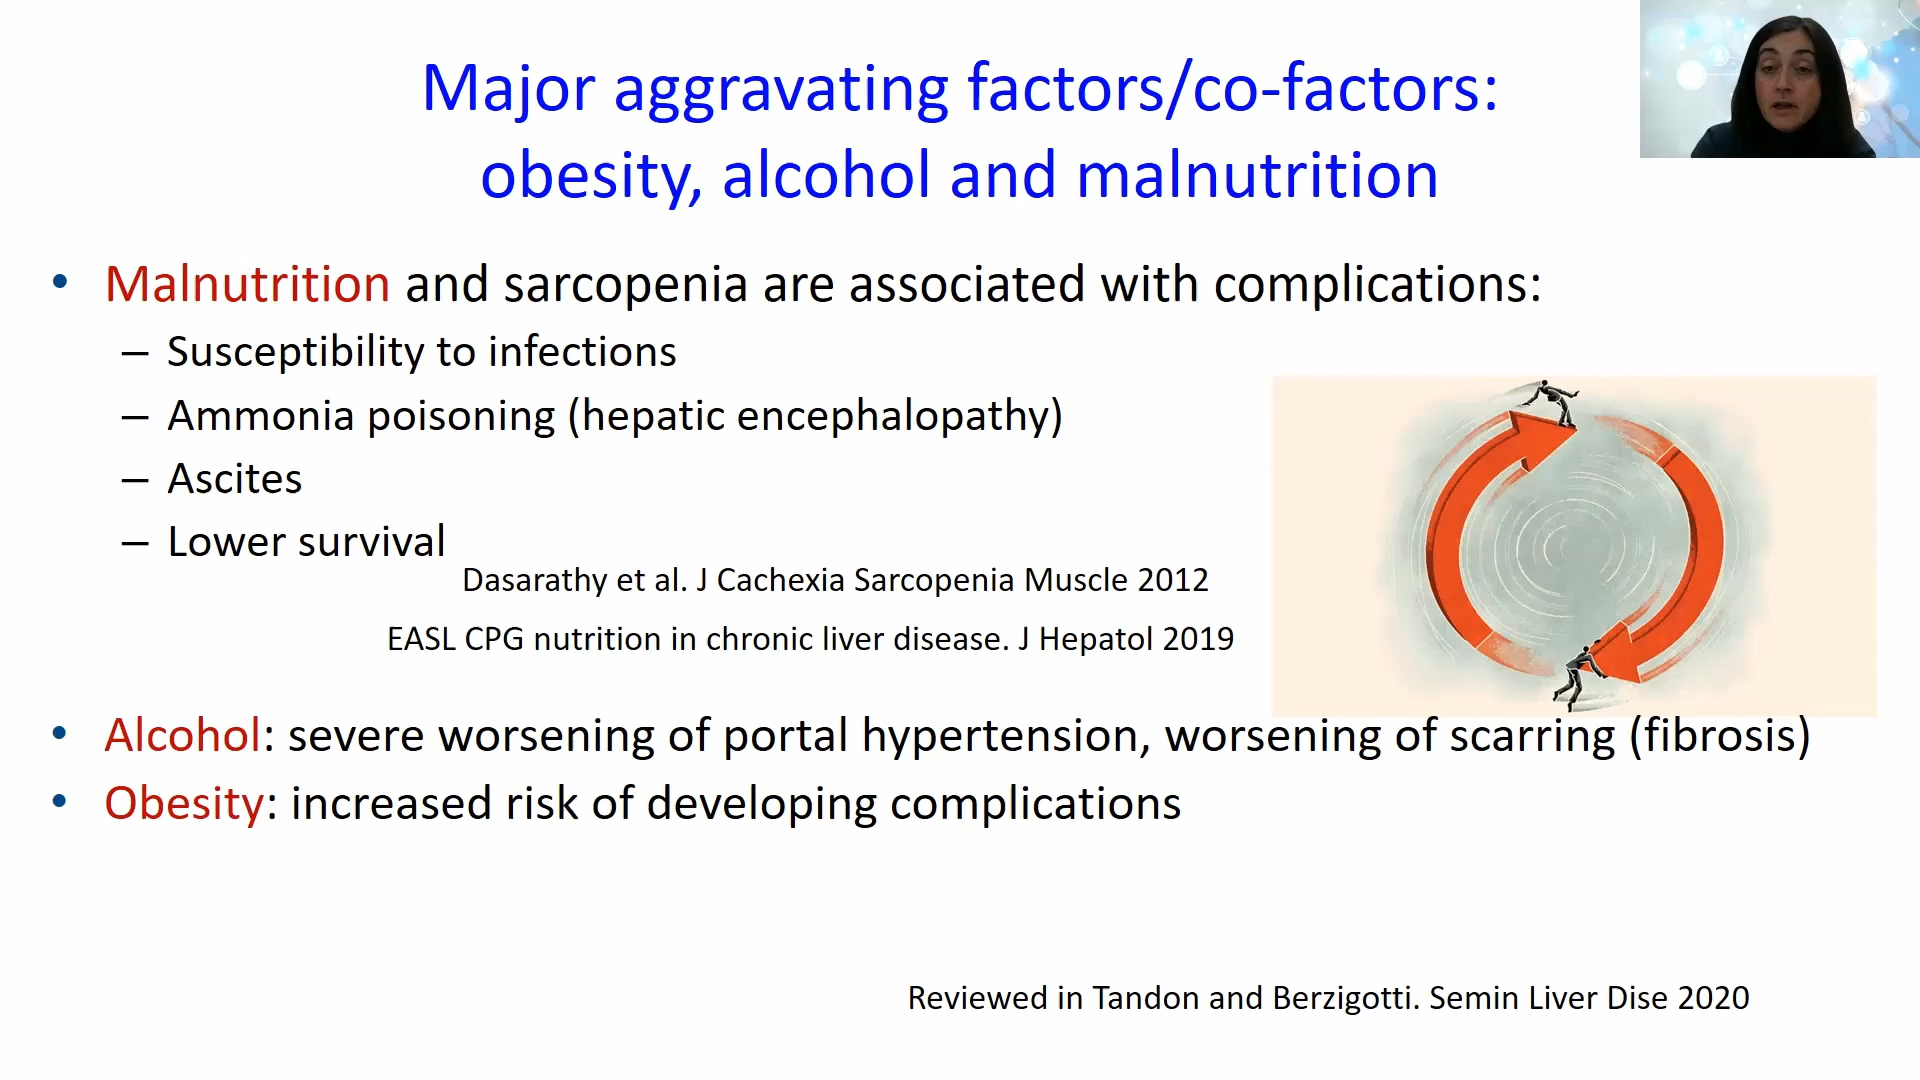 Major aggravating factors/co-factors:
obesity, alcohol and malnutrition
• Malnutrition and sarcopenia are associated with complications:
– Susceptibility to infections
– Ammonia poisoning (hepatic encephalopathy)
– Ascites
– Lower survival
Dasarathy et al. J Cachexia Sarcopenia Muscle 2012
EASL CPG nutrition in chronic liver disease. J Hepatol 2019
• Alcohol: severe worsening of portal hypertension, worsening of scarring (fibrosis)
• Obesity: increased risk of developing complications
Reviewed in Tandon and Berzigotti. Semin Liver Dise 2020